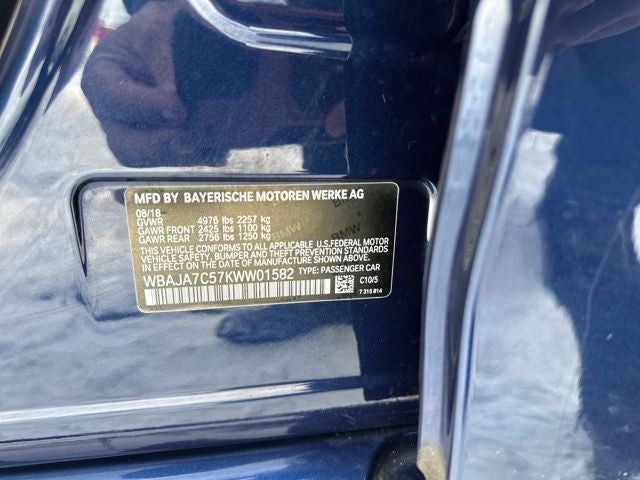 MFD BY BAYERISCHE MOTOREN WERKE AG
08/18
GVWR 4976 lbs 2257 kg
GAWR FRONT 2425 lbs 1100 kg
GAWR REAR 2756 lbs 1250 kg
THIS VEHICLE CONFORMS TO ALL APPLICABLE U.S.FEDERAL MOTOR
VEHICLE SAFETY, BUMPER, AND THEFT PREVENTION STANDARDS
IN EFFECT ON THE DATE OF MANUFACTURE SHOWN ABOVE.
WBAJA7C57KWW01582 TYPE: PASSENGER CAR
C10/5
7 315 814
BMW
BMW